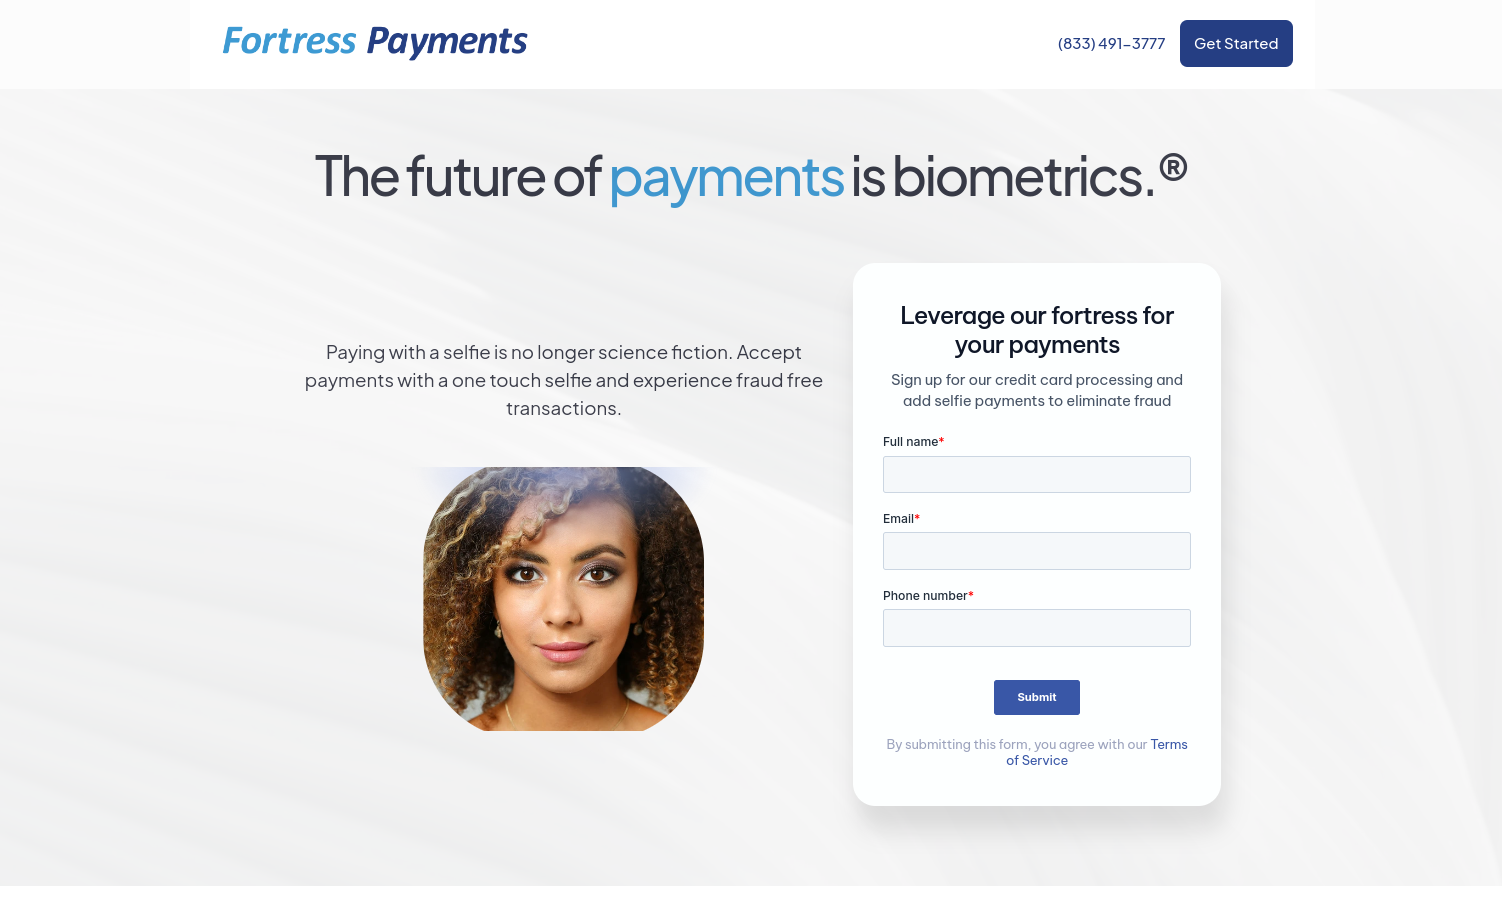 Fortress Payments
(833) 491-3777
Get Started
The future of payments is biometrics.®
Paying with a selfie is no longer science fiction. Accept
payments with a one touch selfie and experience fraud free
transactions.
Leverage our fortress for
your payments
Sign up for our credit card processing and
add selfie payments to eliminate fraud
Full name*
Email*
Phone number*
Submit
By submitting this form, you agree with our Terms
of Service